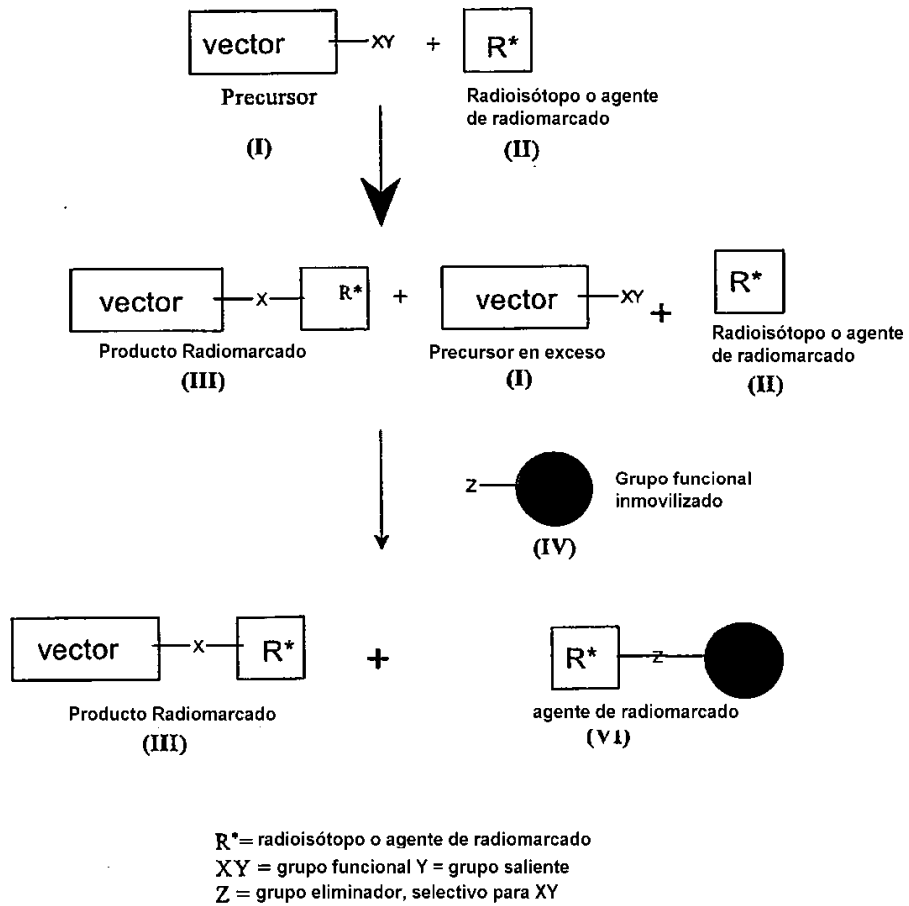 vector XY + R*
Precursor
Radioisótopo o agente
de radiomarcado
(I)
(II)
vector X R* + vector XY + R*
Producto Radiomarcado
(III)
Precursor en exceso
(I)
Radioisótopo o agente
de radiomarcado
(II)
Z
Grupo funcional
inmovilizado
(IV)
vector X R* + R* Z
Producto Radiomarcado
(III)
agente de radiomarcado
(VI)
R*= radioisótopo o agente de radiomarcado
XY = grupo funcional Y = grupo saliente
Z = grupo eliminador, selectivo para XY